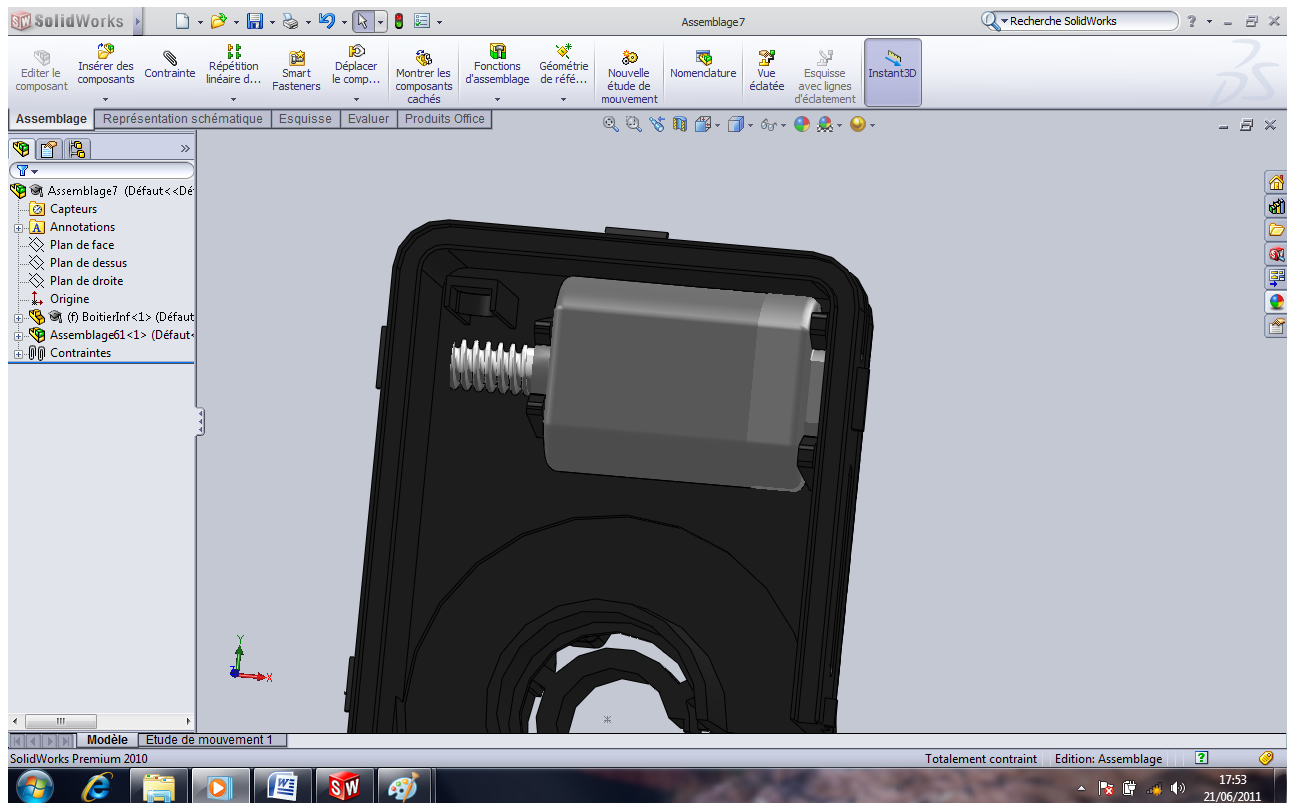 SolidWorks
Assemblage7
Recherche SolidWorks
?
Editer le composant
Insérer des composants
Contrainte
Répétition linéaire d...
Smart Fasteners
Déplacer le comp...
Montrer les composants cachés
Fonctions d'assemblage
Géométrie de réfé...
Nouvelle étude de mouvement
Nomenclature
Vue éclatée
Esquisse avec lignes d'éclatement
Instant3D
Assemblage
Représentation schématique
Esquisse
Evaluer
Produits Office
Assemblage7 (Défaut<<Dé
Capteurs
Annotations
Plan de face
Plan de dessus
Plan de droite
Origine
(f) BoitierInf<1> (Défaut
Assemblage61<1> (Défaut<
Contraintes
Y
Z
X
Modèle
Etude de mouvement 1
SolidWorks Premium 2010
Totalement contraint
Edition: Assemblage
?
17:53
21/06/2011